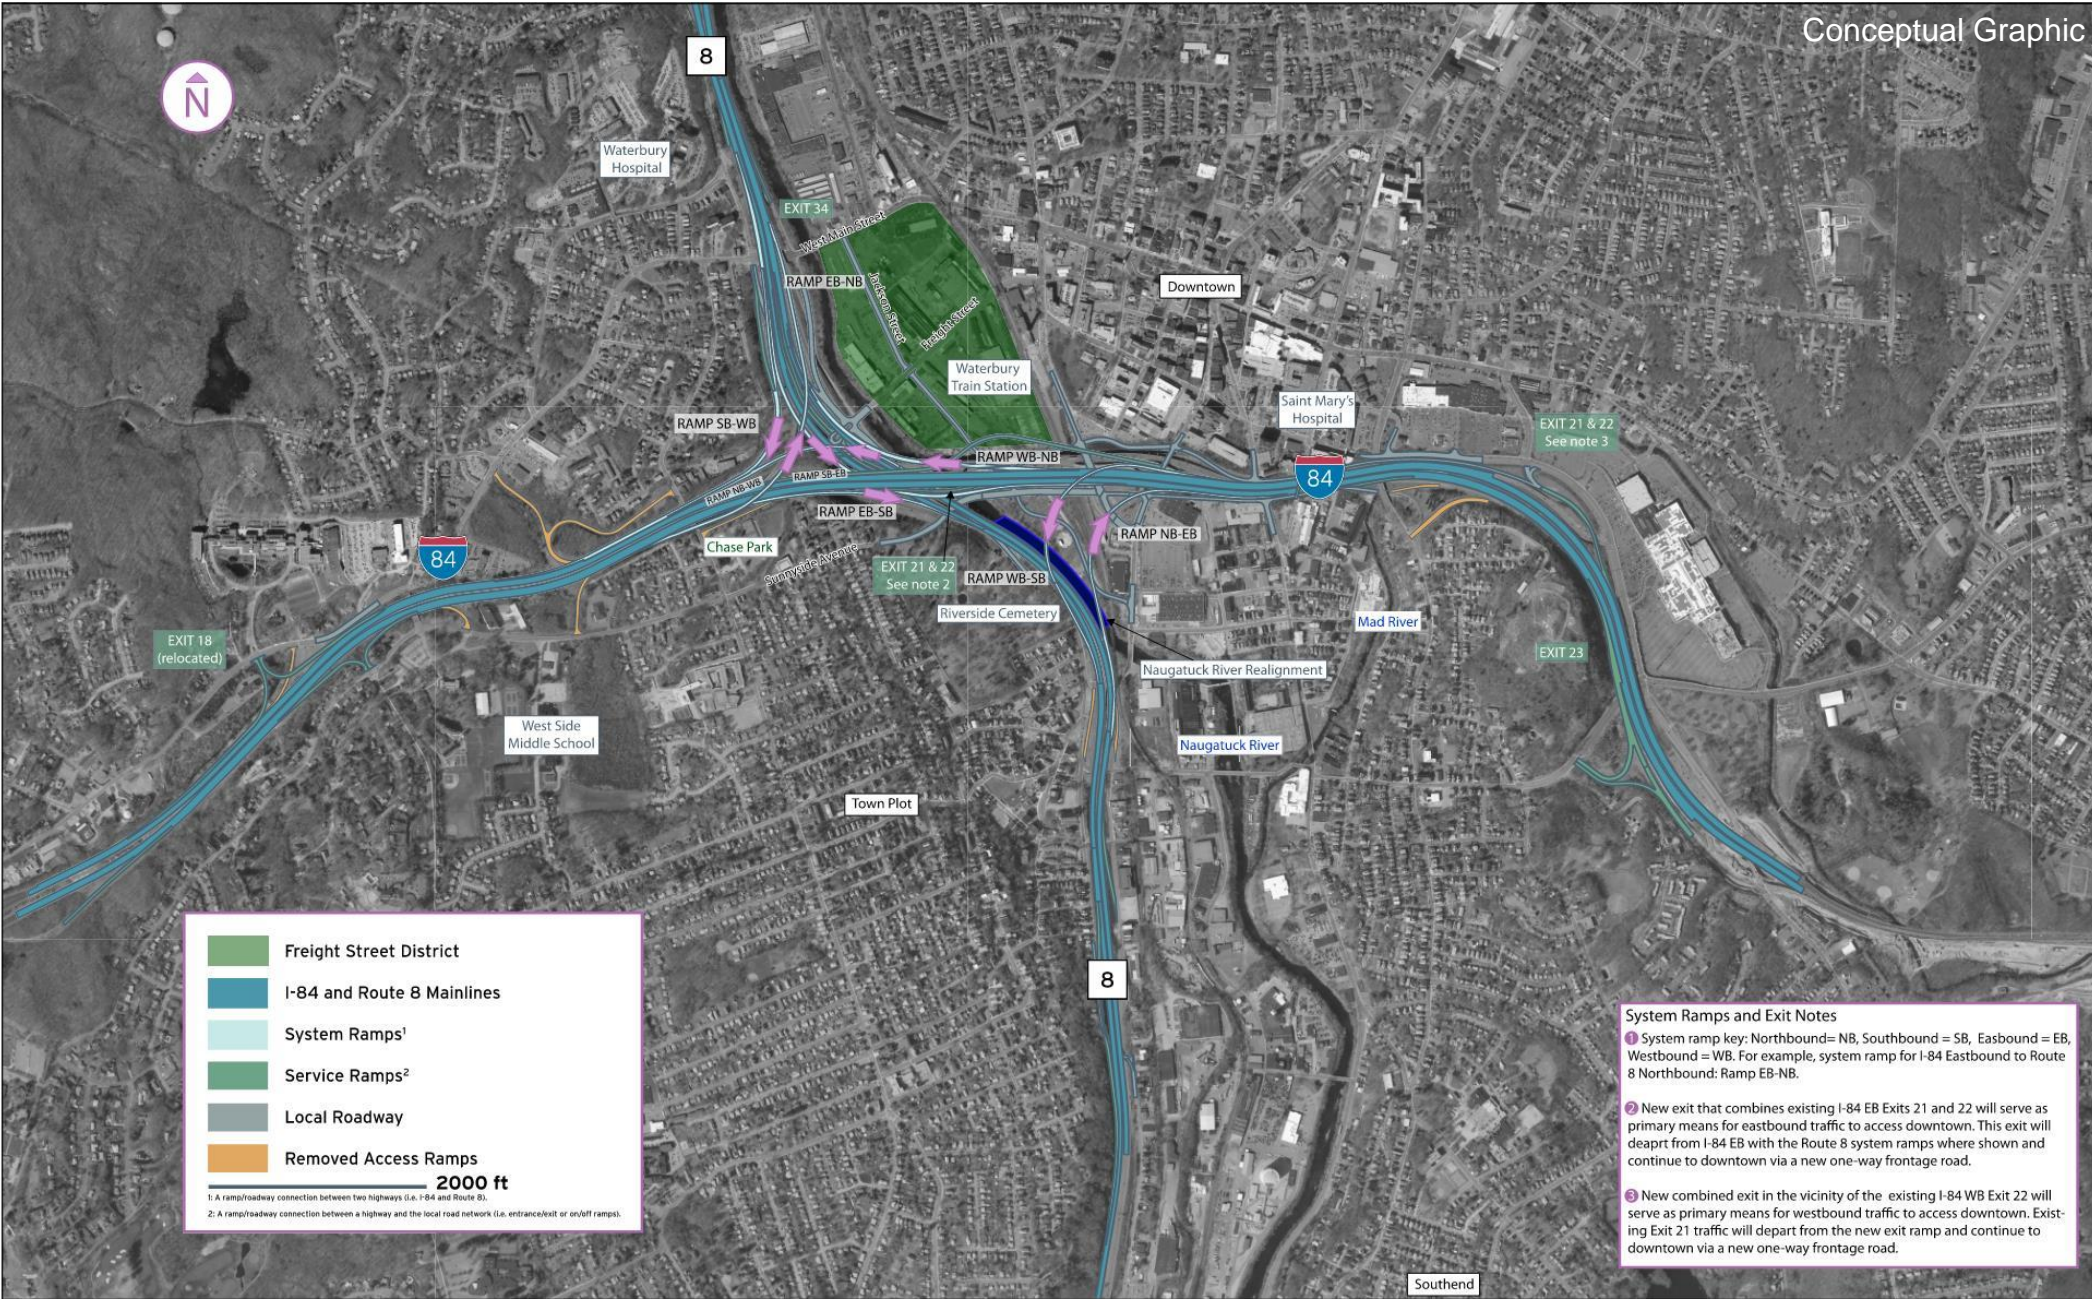 Conceptual Graphic
8
N
Waterbury
Hospital
EXIT 34
West Main Street
RAMP EB-NB
Jackson Street
Freight Street
Downtown
Waterbury
Train Station
Saint Mary's
Hospital
RAMP SB-WB
EXIT 21 & 22
See note 3
RAMP WB-NB
RAMP SB-EB
RAMP NB-WB
84
RAMP EB-SB
RAMP NB-EB
Chase Park
84
Sunnyside Avenue
EXIT 21 & 22
See note 2
RAMP WB-SB
Riverside Cemetery
Mad River
EXIT 18
(relocated)
EXIT 23
Naugatuck River Realignment
West Side
Middle School
Naugatuck River
Town Plot
8
Freight Street District
I-84 and Route 8 Mainlines
System Ramps¹
Service Ramps²
Local Roadway
Removed Access Ramps
2000 ft
1: A ramp/roadway connection between two highways (i.e. I-84 and Route 8).
2: A ramp/roadway connection between a highway and the local road network (i.e. entrance/exit or on/off ramps).
System Ramps and Exit Notes
1 System ramp key: Northbound= NB, Southbound = SB, Easbound = EB,
Westbound = WB. For example, system ramp for I-84 Eastbound to Route
8 Northbound: Ramp EB-NB.
2 New exit that combines existing I-84 EB Exits 21 and 22 will serve as
primary means for eastbound traffic to access downtown. This exit will
deaprt from I-84 EB with the Route 8 system ramps where shown and
continue to downtown via a new one-way frontage road.
3 New combined exit in the vicinity of the existing I-84 WB Exit 22 will
serve as primary means for westbound traffic to access downtown. Exist-
ing Exit 21 traffic will depart from the new exit ramp and continue to
downtown via a new one-way frontage road.
Southend